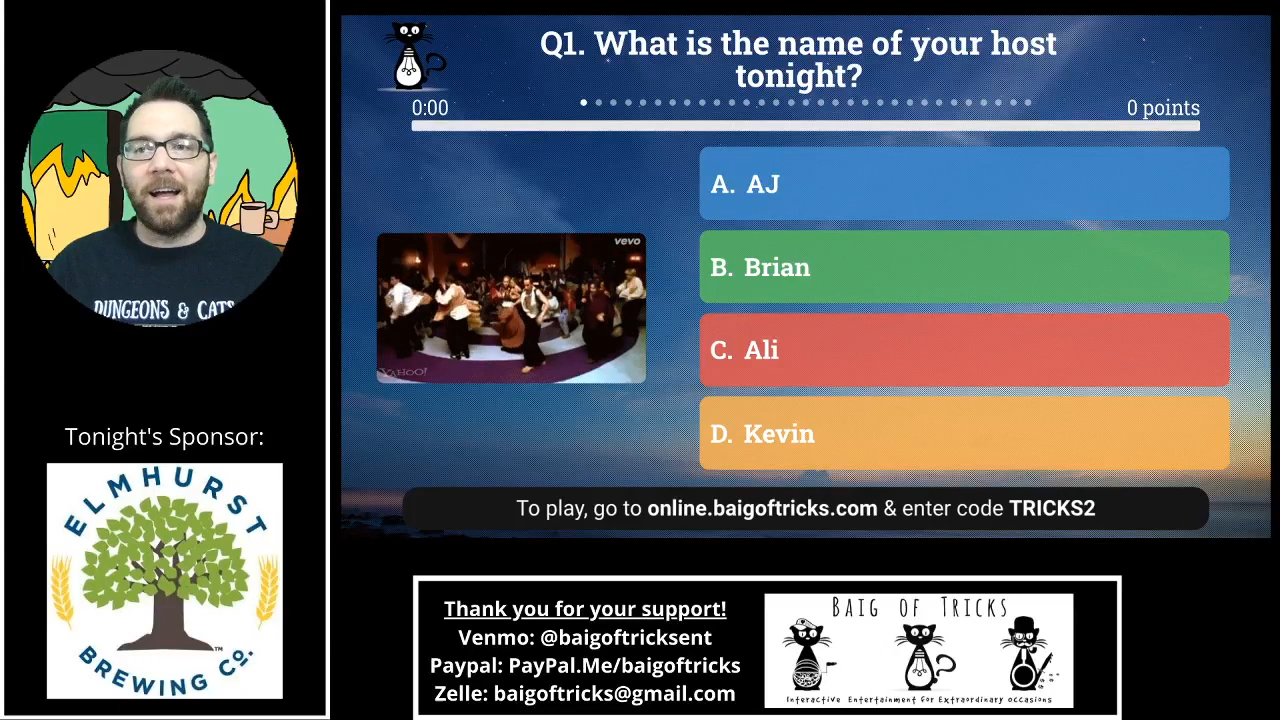 DUNGEONS & CATS
Tonight's Sponsor:
ELMHURST
BREWING CO.
TM
Q1. What is the name of your host
tonight?
0:00
0 points
vevo
YAHOO!
A. AJ
B. Brian
C. Ali
D. Kevin
To play, go to online.baigoftricks.com & enter code TRICKS2
Thank you for your support!
Venmo: @baigoftricksent
Paypal: PayPal.Me/baigoftricks
Zelle: baigoftricks@gmail.com
BAIG OF TRICKS
Interactive Entertainment for Extraordinary occasions